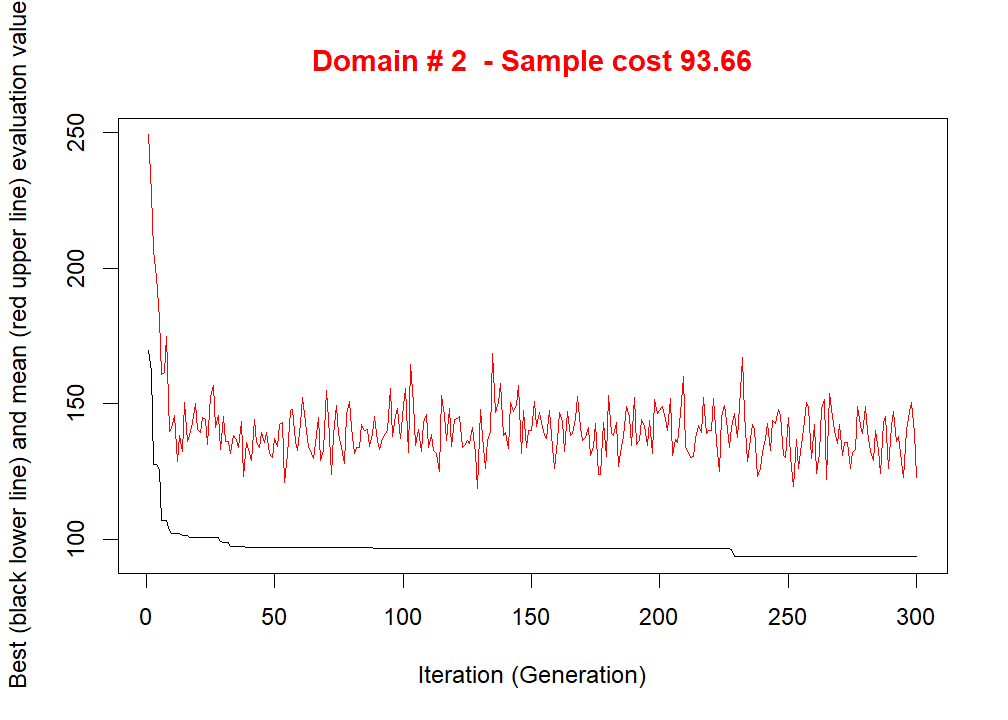 Domain # 2  - Sample cost 93.66
Best (black lower line) and mean (red upper line) evaluation value
250
200
150
100
0 50 100 150 200 250 300
Iteration (Generation)